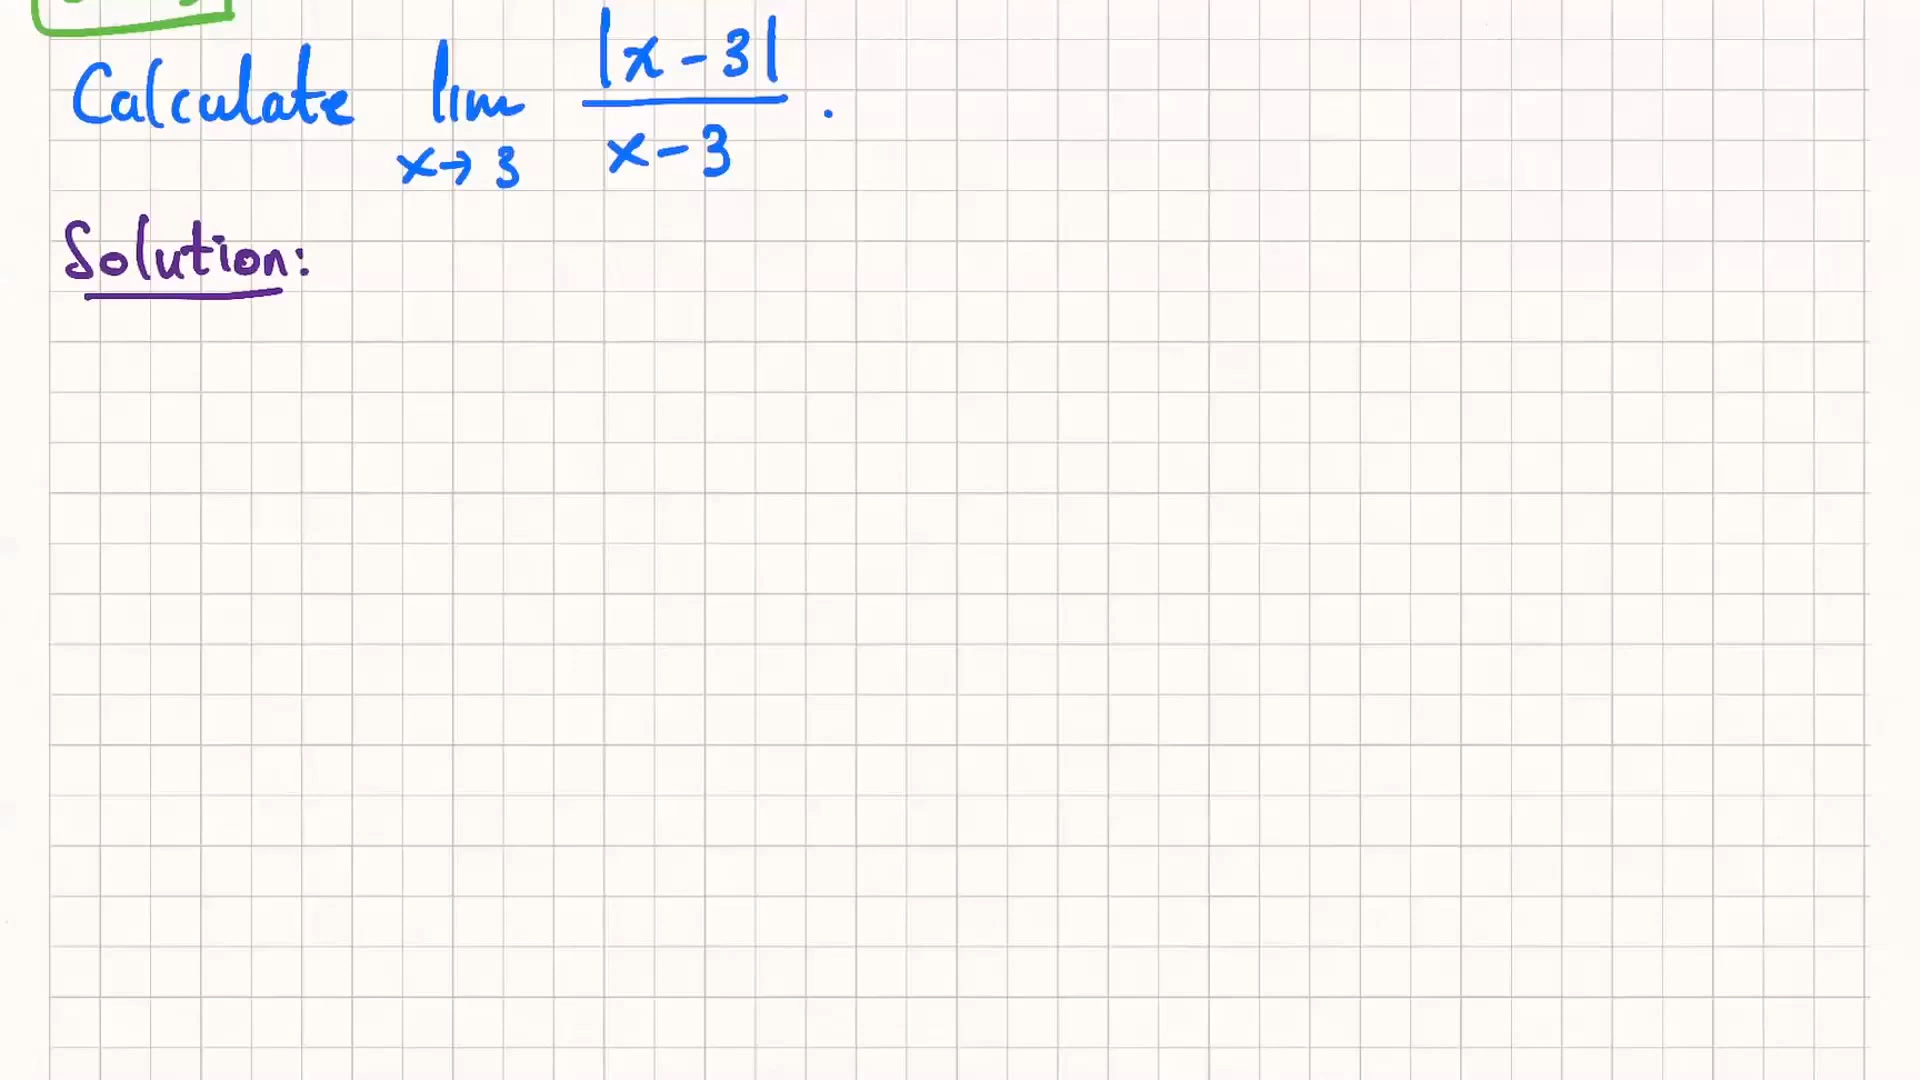 Calculate lim x→3 |x-3| / x-3 .
Solution: